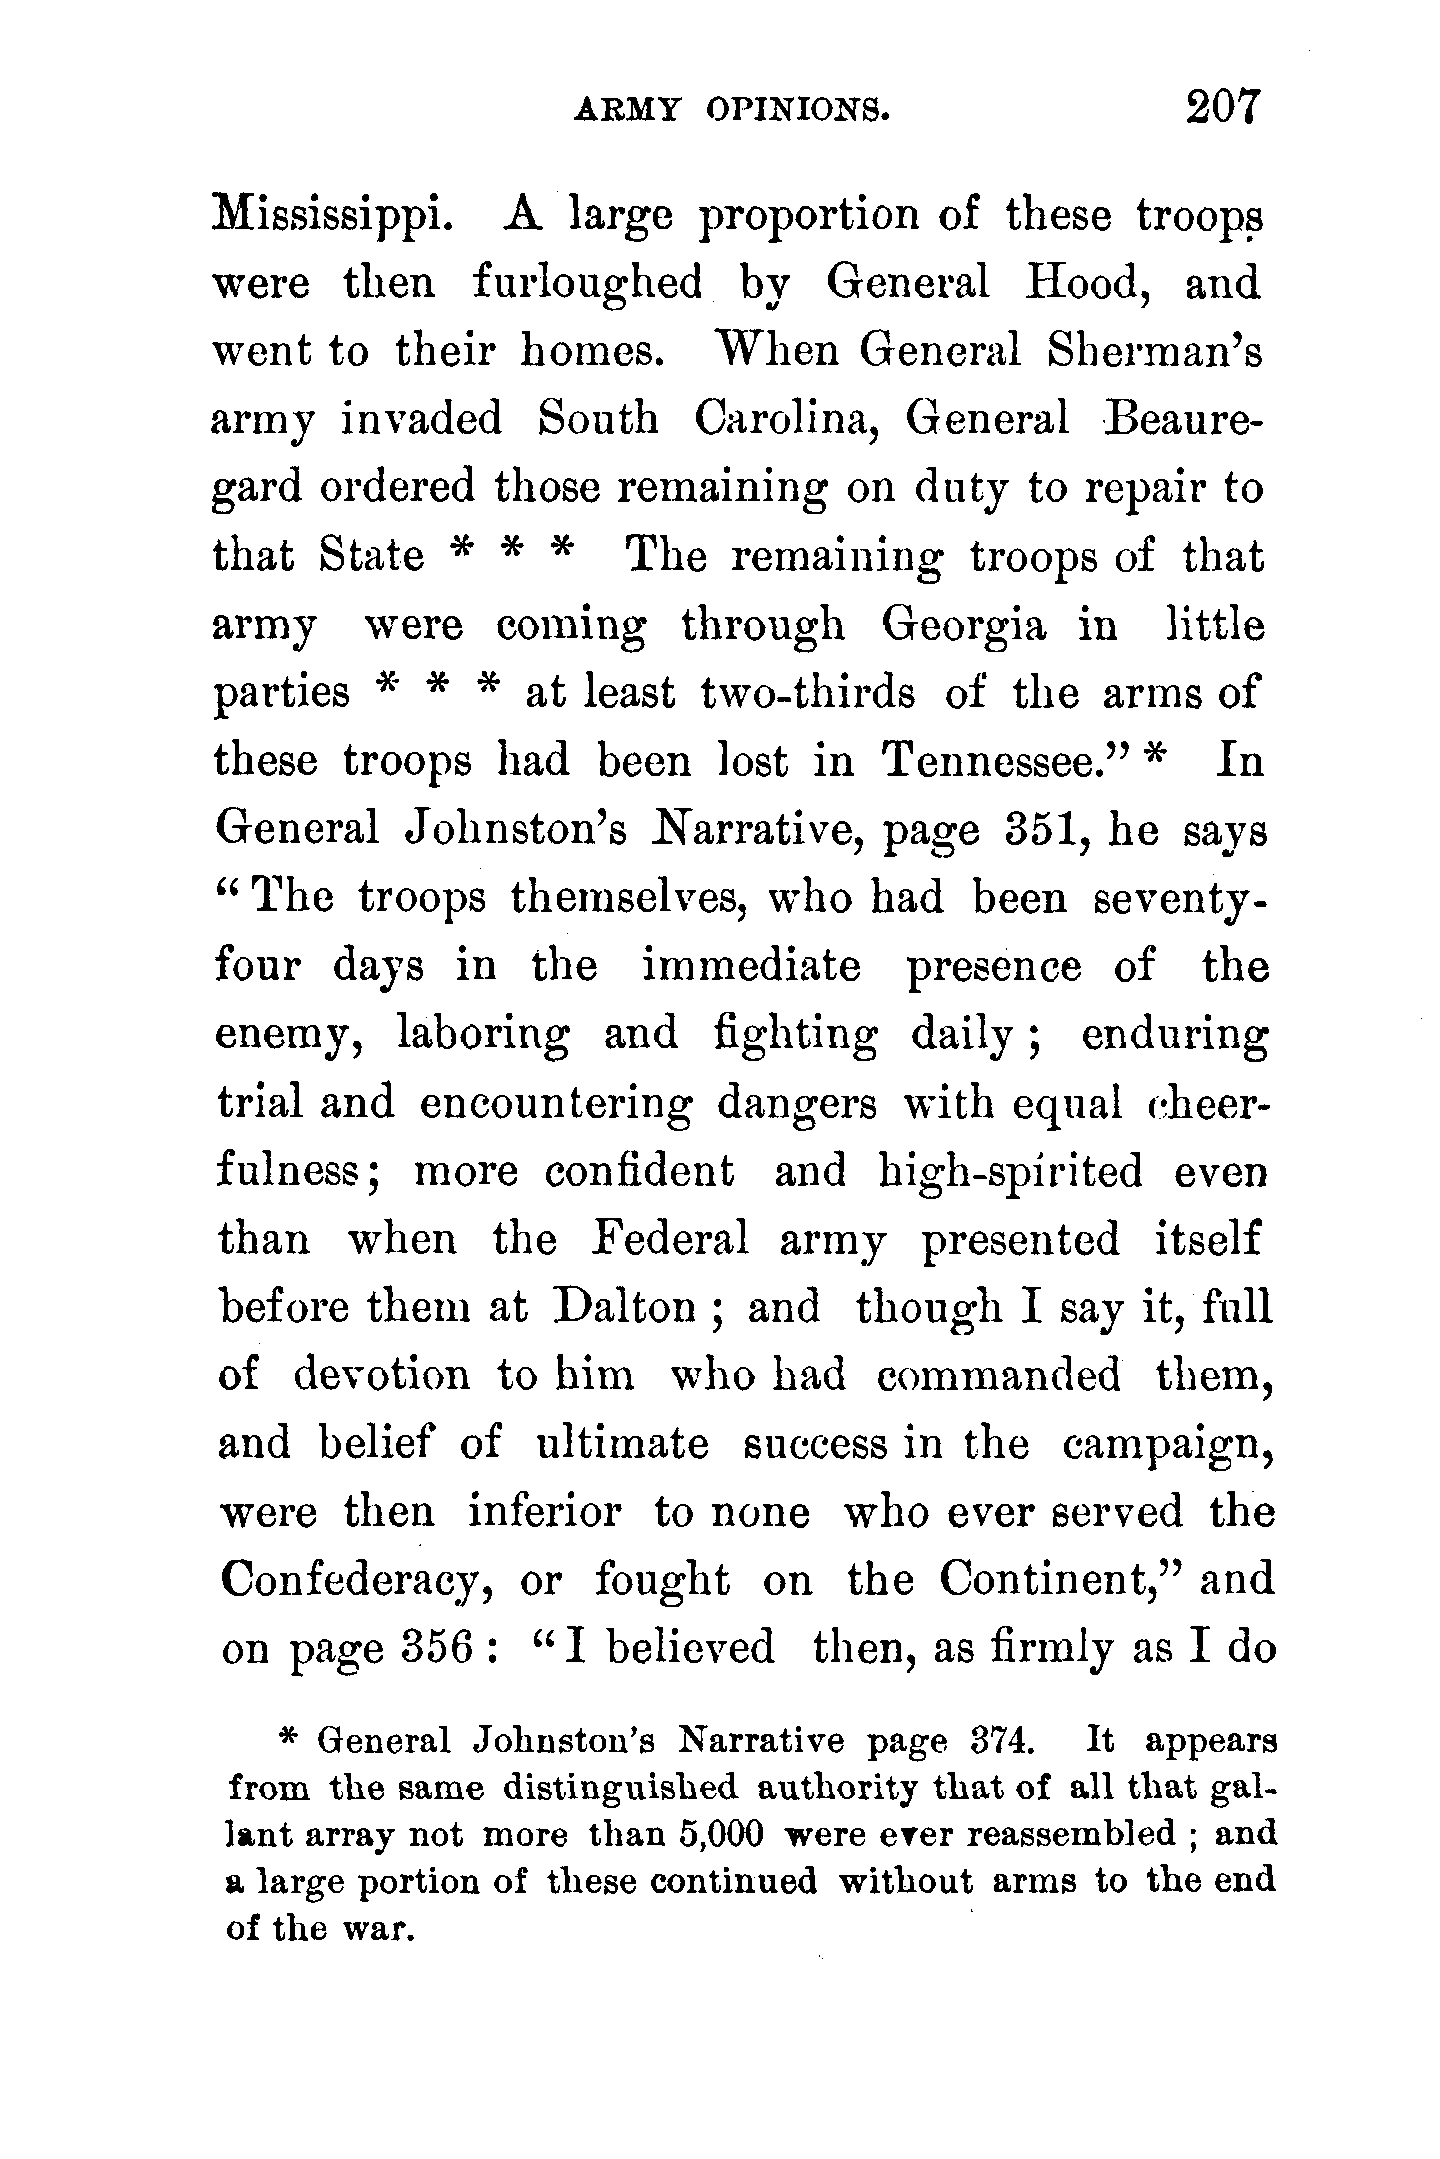 ARMY OPINIONS. 207
Mississippi. A large proportion of these troops
were then furloughed by General Hood, and
went to their homes. When General Sherman's
army invaded South Carolina, General Beaure-
gard ordered those remaining on duty to repair to
that State * * * The remaining troops of that
army were coming through Georgia in little
parties * * * at least two-thirds of the arms of
these troops had been lost in Tennessee.” * In
General Johnston's Narrative, page 351, he says
“ The troops themselves, who had been seventy-
four days in the immediate presence of the
enemy, laboring and fighting daily ; enduring
trial and encountering dangers with equal cheer-
fulness; more confident and high-spirited even
than when the Federal army presented itself
before them at Dalton ; and though I say it, full
of devotion to him who had commanded them,
and belief of ultimate success in the campaign,
were then inferior to none who ever served the
Confederacy, or fought on the Continent,” and
on page 356 : “ I believed then, as firmly as I do
* General Johnston's Narrative page 374. It appears
from the same distinguished authority that of all that gal-
lant array not more than 5,000 were ever reassembled ; and
a large portion of these continued without arms to the end
of the war.